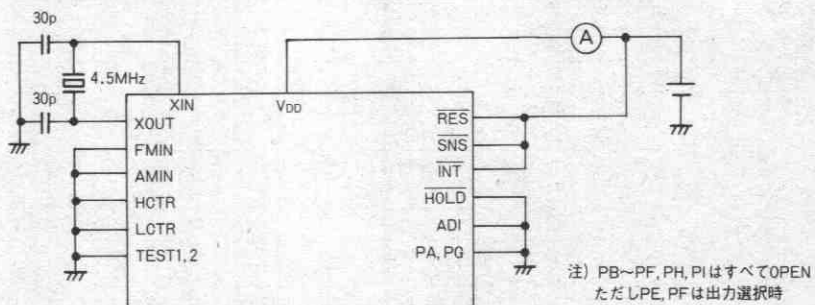 30p
4.5MHz
30p
XIN
VDD
A
XOUT
FMIN
AMIN
HCTR
LCTR
TEST1, 2
RES
SNS
INT
HOLD
ADI
PA, PG
注) PB〜PF, PH, PIはすべてOPEN
ただしPE, PFは出力選択時